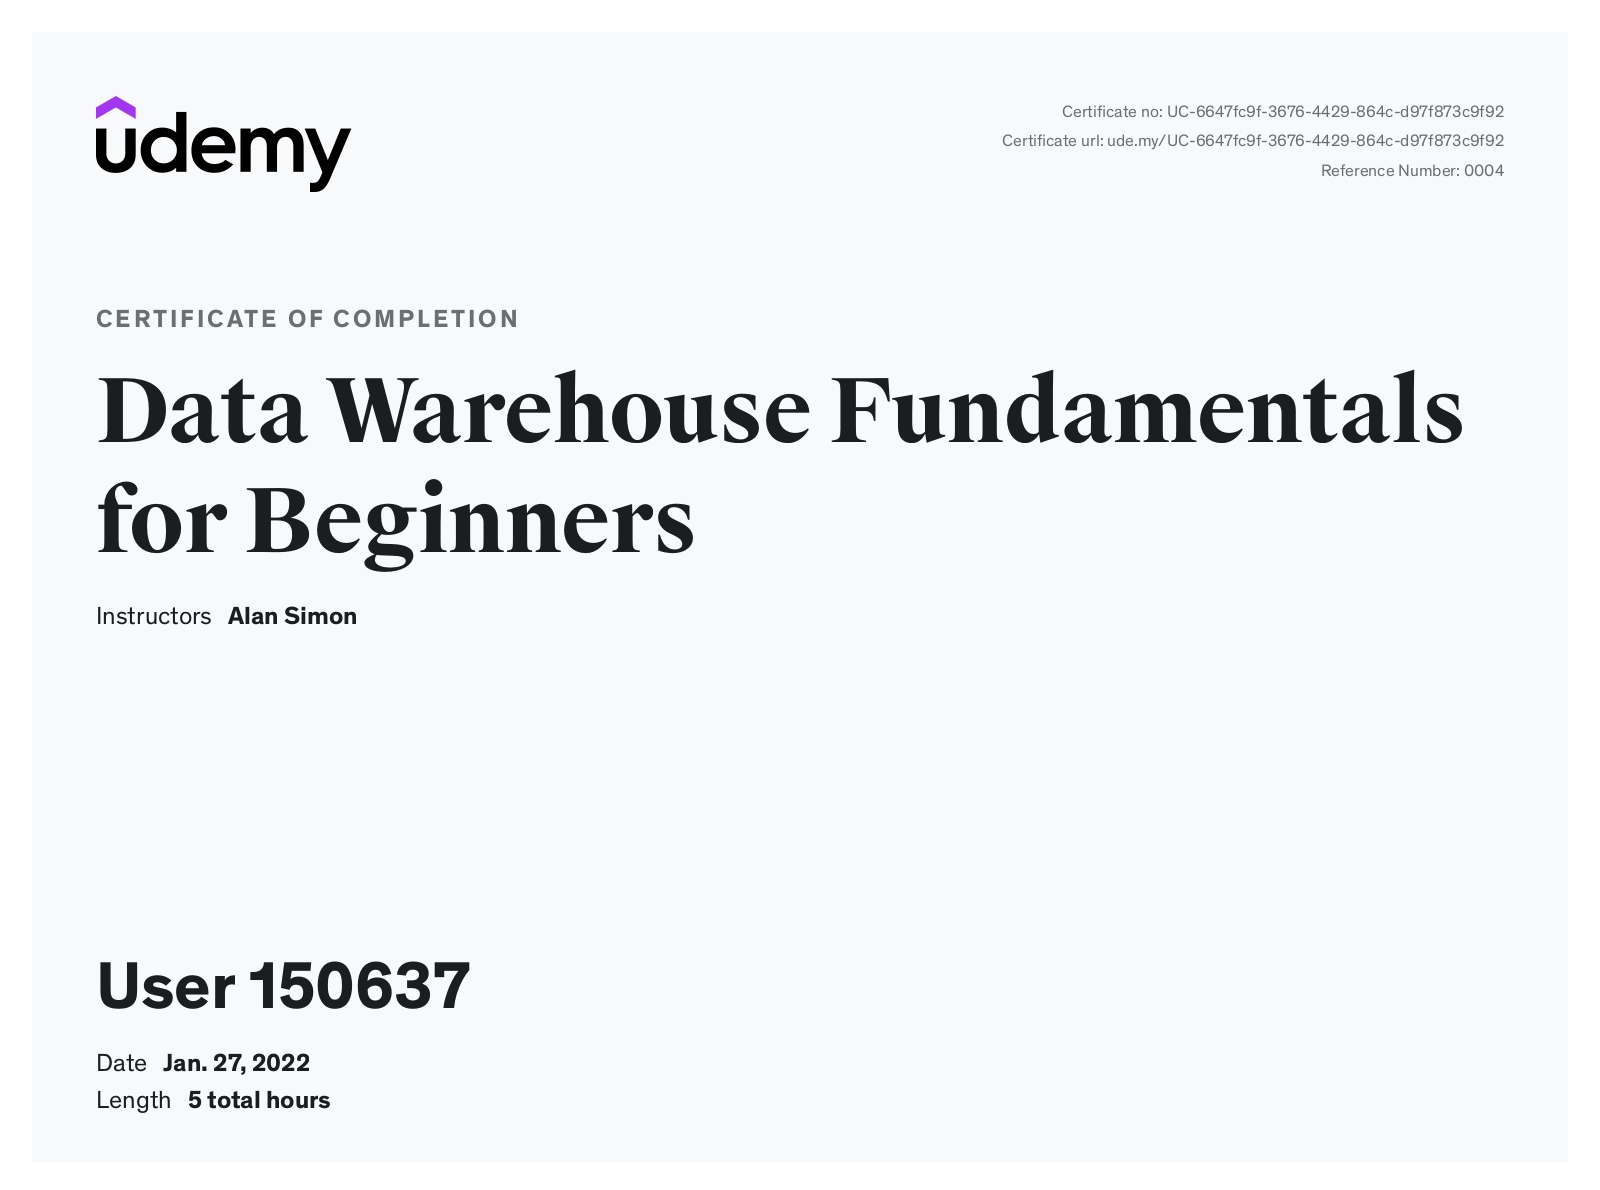 udemy
Certificate no: UC-6647fc9f-3676-4429-864c-d97f873c9f92
Certificate url: ude.my/UC-6647fc9f-3676-4429-864c-d97f873c9f92
Reference Number: 0004
CERTIFICATE OF COMPLETION
Data Warehouse Fundamentals
for Beginners
Instructors Alan Simon
User 150637
Date Jan. 27, 2022
Length 5 total hours